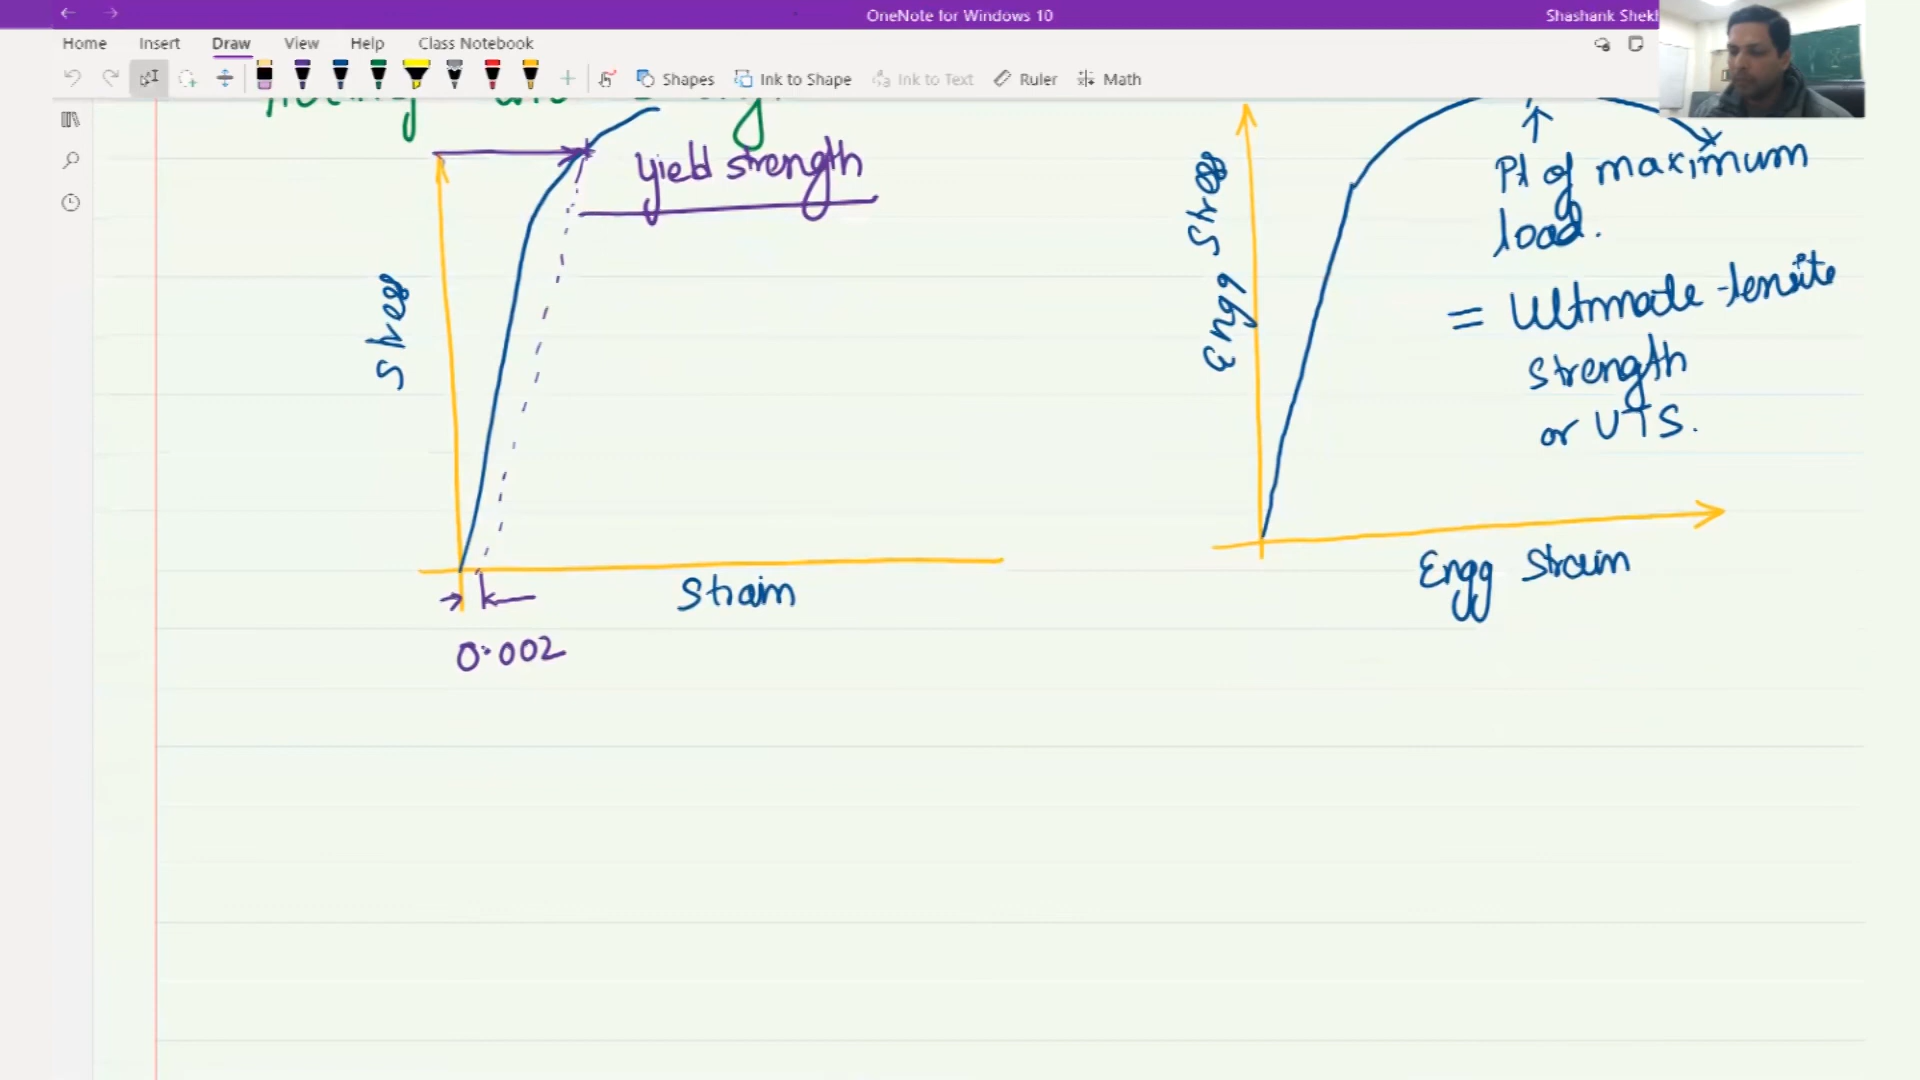 OneNote for Windows 10
Shashank Shekh
Home Insert Draw View Help Class Notebook
Shapes Ink to Shape Ink to Text Ruler Math
yield strength
Stress
Strain
0.002
Engg Stress
Pt of maximum
load.
= Ultimate tensile
strength
or UTS.
Engg Strain